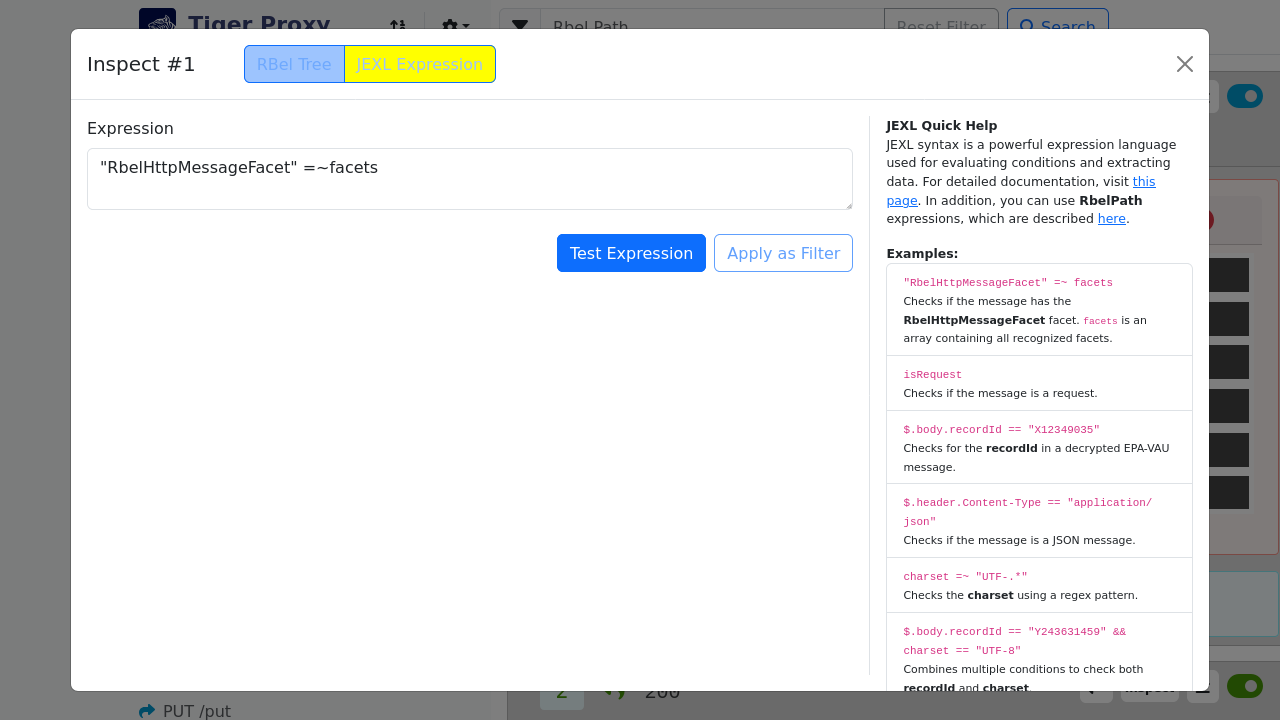 Tiger Proxy
Rbel Path
Reset Filter
Search
Inspect #1
RBel Tree
JEXL Expression
Expression
"RbelHttpMessageFacet" =~facets
Test Expression
Apply as Filter
JEXL Quick Help
JEXL syntax is a powerful expression language
used for evaluating conditions and extracting
data. For detailed documentation, visit this
page. In addition, you can use RbelPath
expressions, which are described here.
Examples:
"RbelHttpMessageFacet" =~ facets
Checks if the message has the
RbelHttpMessageFacet facet. facets is an
array containing all recognized facets.
isRequest
Checks if the message is a request.
$.body.recordId == "X12349035"
Checks for the recordId in a decrypted EPA-VAU
message.
$.header.Content-Type == "application/
json"
Checks if the message is a JSON message.
charset =~ "UTF-.*"
Checks the charset using a regex pattern.
$.body.recordId == "Y243631459" &&
charset == "UTF-8"
Combines multiple conditions to check both
recordId and charset.
2
200
Inspect
PUT /put